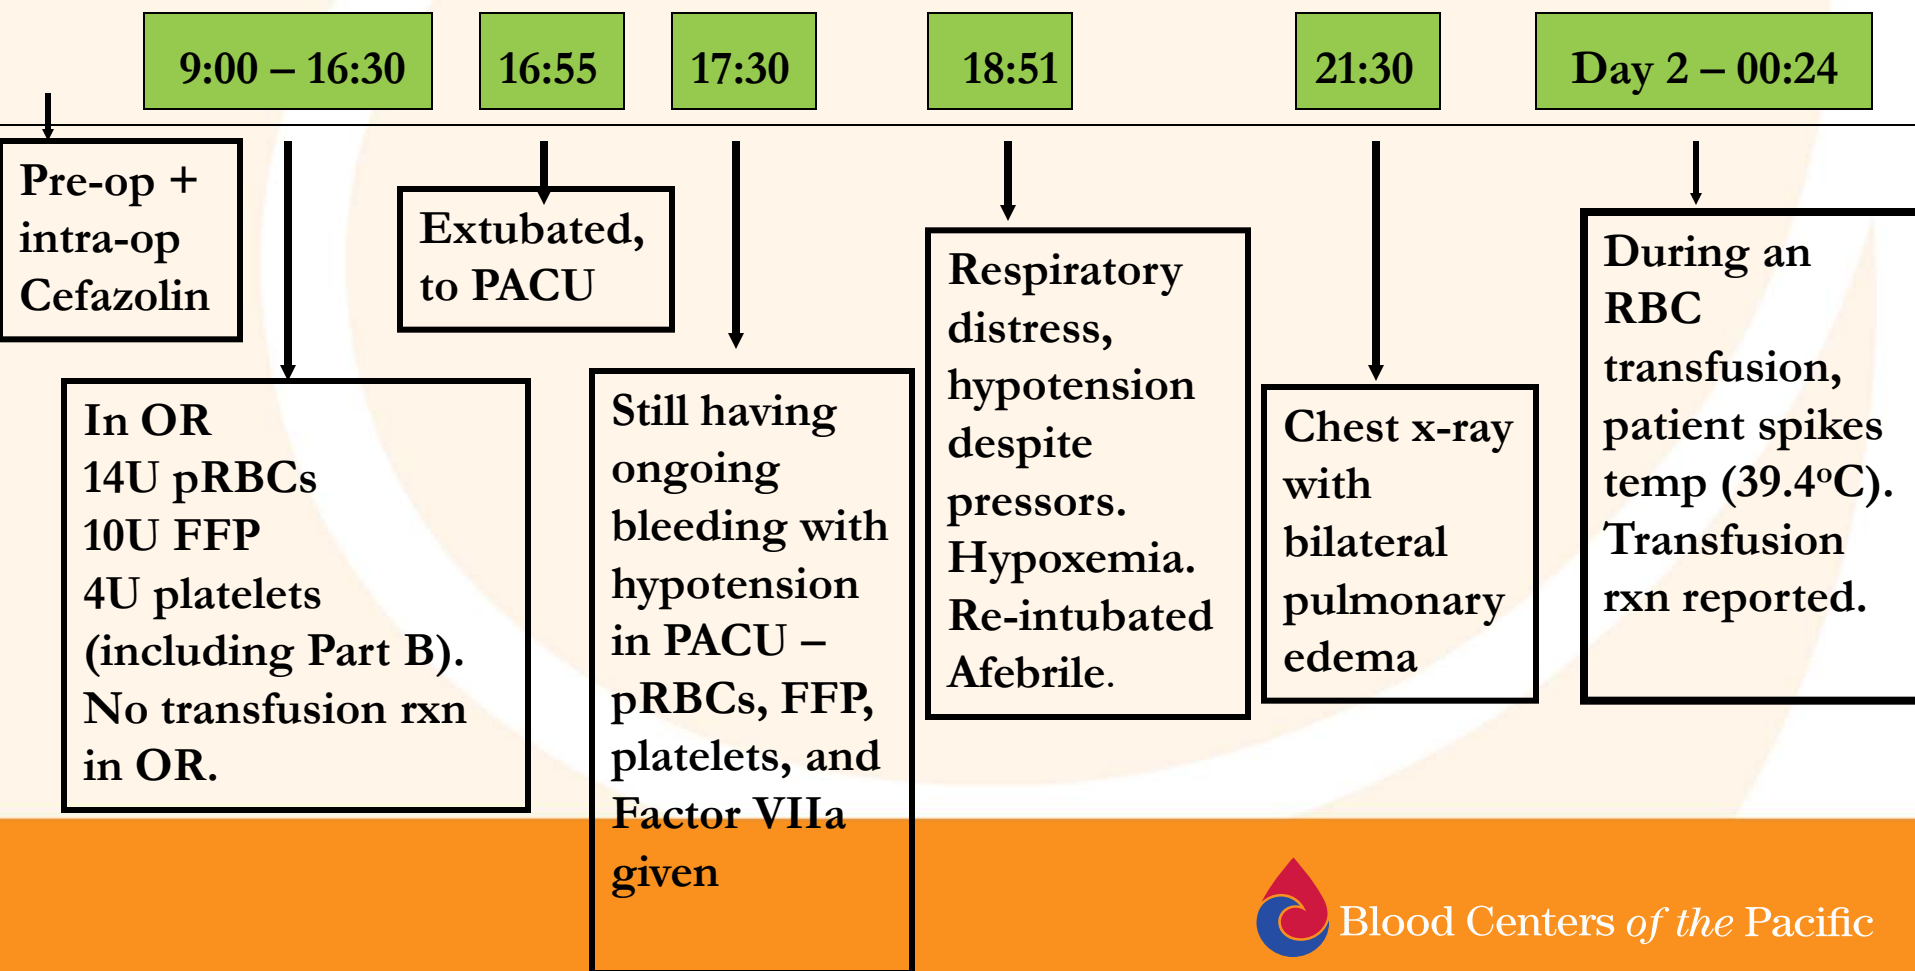 9:00 – 16:30
16:55
17:30
18:51
21:30
Day 2 – 00:24
Pre-op +
intra-op
Cefazolin
In OR
14U pRBCs
10U FFP
4U platelets
(including Part B).
No transfusion rxn
in OR.
Extubated,
to PACU
Still having
ongoing
bleeding with
hypotension
in PACU –
pRBCs, FFP,
platelets, and
Factor VIIa
given
Respiratory
distress,
hypotension
despite
pressors.
Hypoxemia.
Re-intubated
Afebrile.
Chest x-ray
with
bilateral
pulmonary
edema
During an
RBC
transfusion,
patient spikes
temp (39.4°C).
Transfusion
rxn reported.
Blood Centers of the Pacific